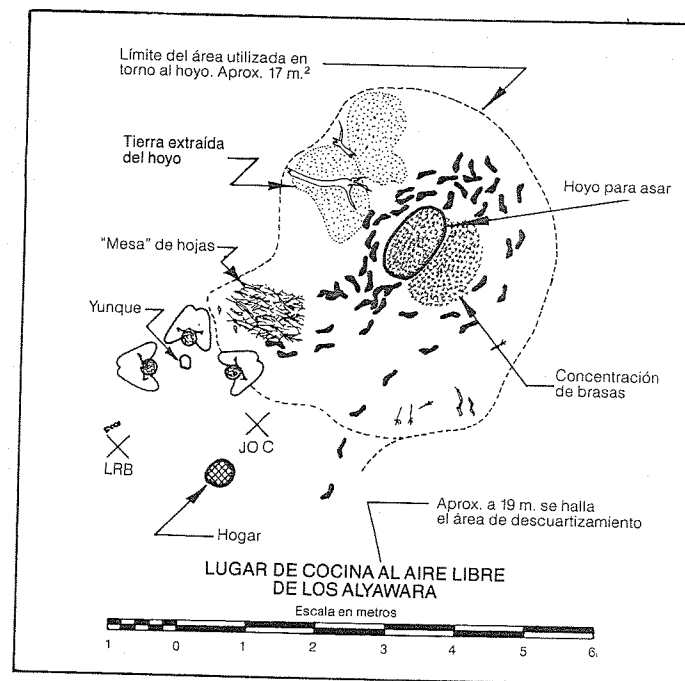 Límite del área utilizada en
torno al hoyo. Aprox. 17 m.²
Tierra extraída
del hoyo
Hoyo para asar
"Mesa" de hojas
Yunque
Concentración
de brasas
LRB
JO C
Hogar
Aprox. a 19 m. se halla
el área de descuartizamiento
LUGAR DE COCINA AL AIRE LIBRE
DE LOS ALYAWARA
Escala en metros
1 0 1 2 3 4 5 6